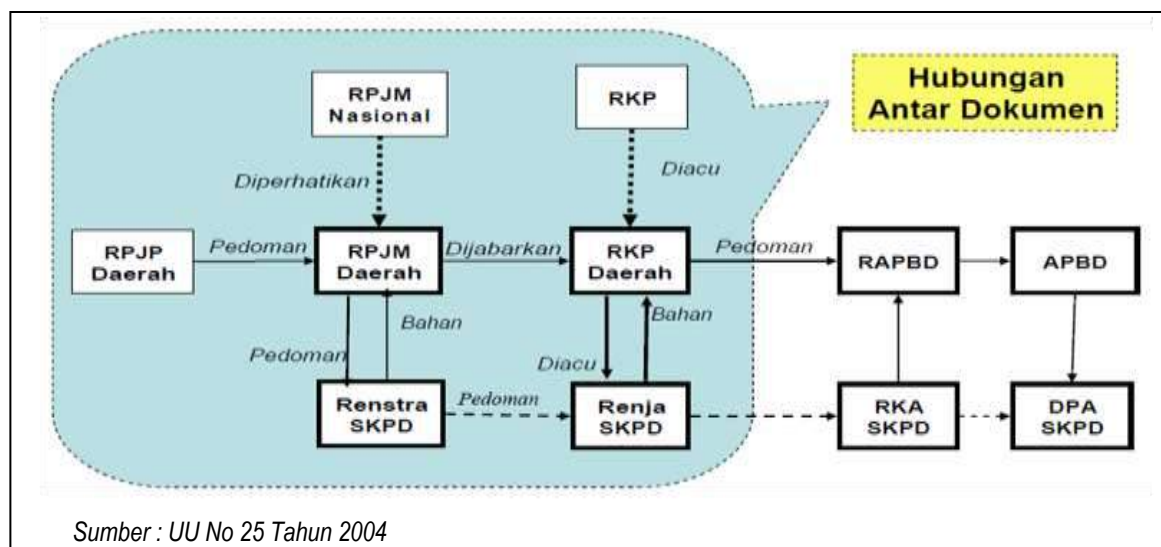 RPJM
Nasional
RKP
Hubungan
Antar Dokumen
Diperhatikan
Diacu
RPJP
Daerah
Pedoman
RPJM
Daerah
Dijabarkan
RKP
Daerah
Pedoman
RAPBD
APBD
Pedoman
Bahan
Diacu
Bahan
Renstra
SKPD
Pedoman
Renja
SKPD
RKA
SKPD
DPA
SKPD
Sumber : UU No 25 Tahun 2004